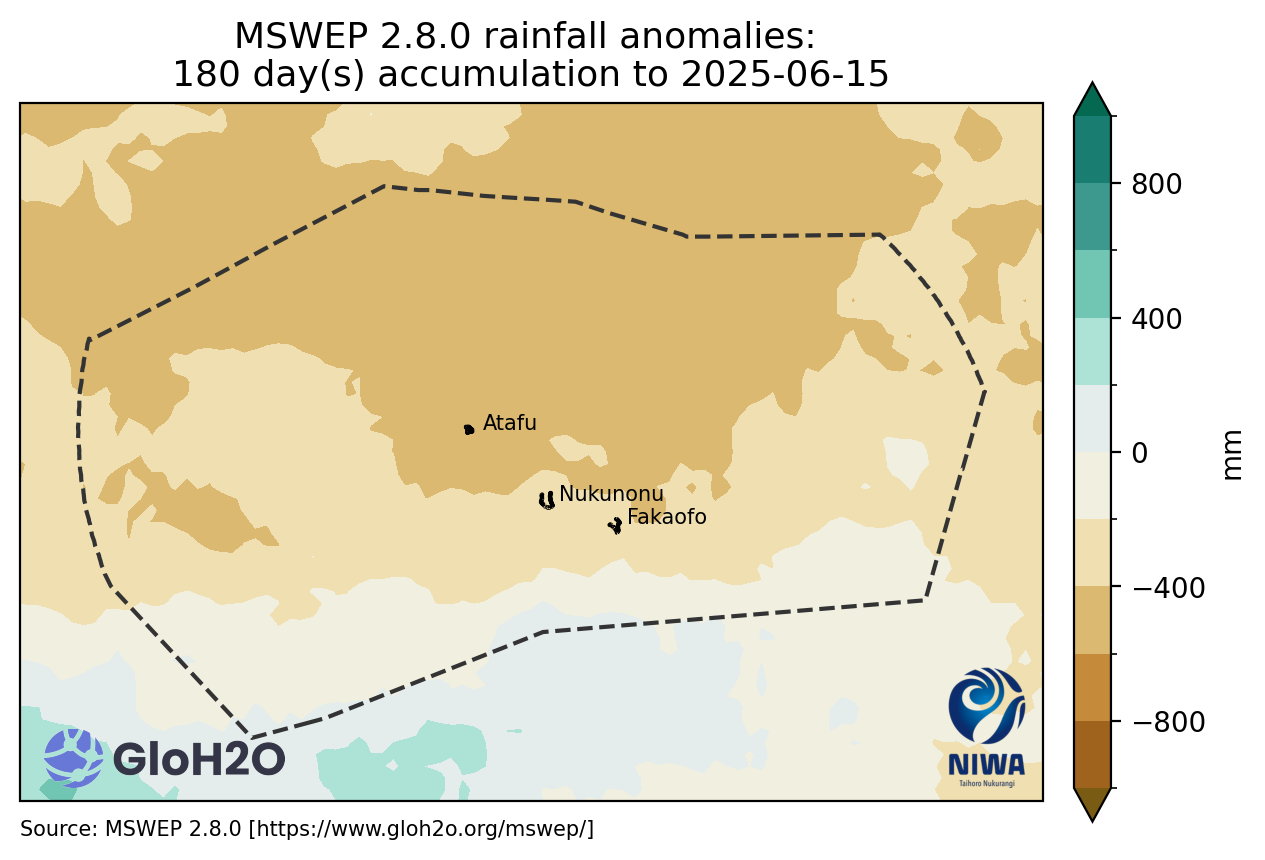 MSWEP 2.8.0 rainfall anomalies:
180 day(s) accumulation to 2025-06-15
800
400
0
−400
−800
mm
Atafu
Nukunonu
Fakaofo
GloH2O
NIWA
Taihoro Nukurangi
Source: MSWEP 2.8.0 [https://www.gloh2o.org/mswep/]